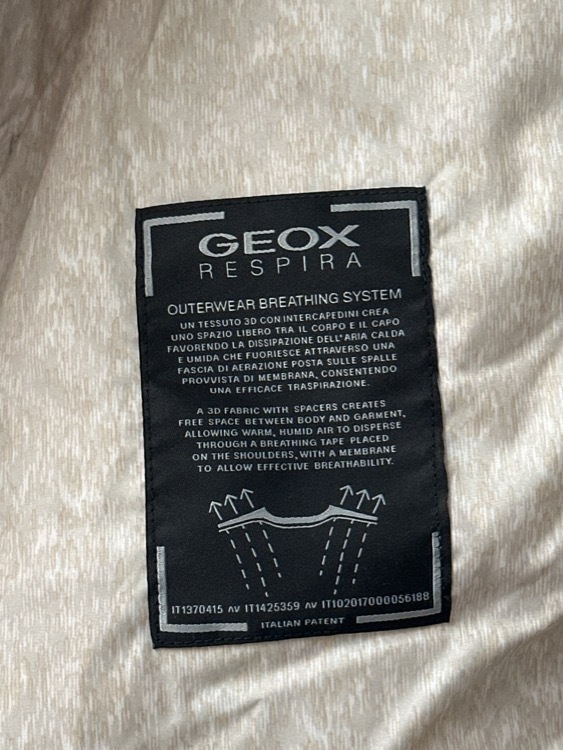 GEOX
RESPIRA
OUTERWEAR BREATHING SYSTEM
UN TESSUTO 3D CON INTERCAPEDINI CREA
UNO SPAZIO LIBERO TRA IL CORPO E IL CAPO
FAVORENDO LA DISSIPAZIONE DELL'ARIA CALDA
E UMIDA CHE FUORIESCE ATTRAVERSO UNA
FASCIA DI AERAZIONE POSTA SULLE SPALLE
PROVVISTA DI MEMBRANA, CONSENTENDO
UNA EFFICACE TRASPIRAZIONE.
A 3D FABRIC WITH SPACERS CREATES
FREE SPACE BETWEEN BODY AND GARMENT,
ALLOWING WARM, HUMID AIR TO DISPERSE
THROUGH A BREATHING TAPE PLACED
ON THE SHOULDERS, WITH A MEMBRANE
TO ALLOW EFFECTIVE BREATHABILITY.
IT1370415 AV IT1425359 AV IT102017000056188
ITALIAN PATENT